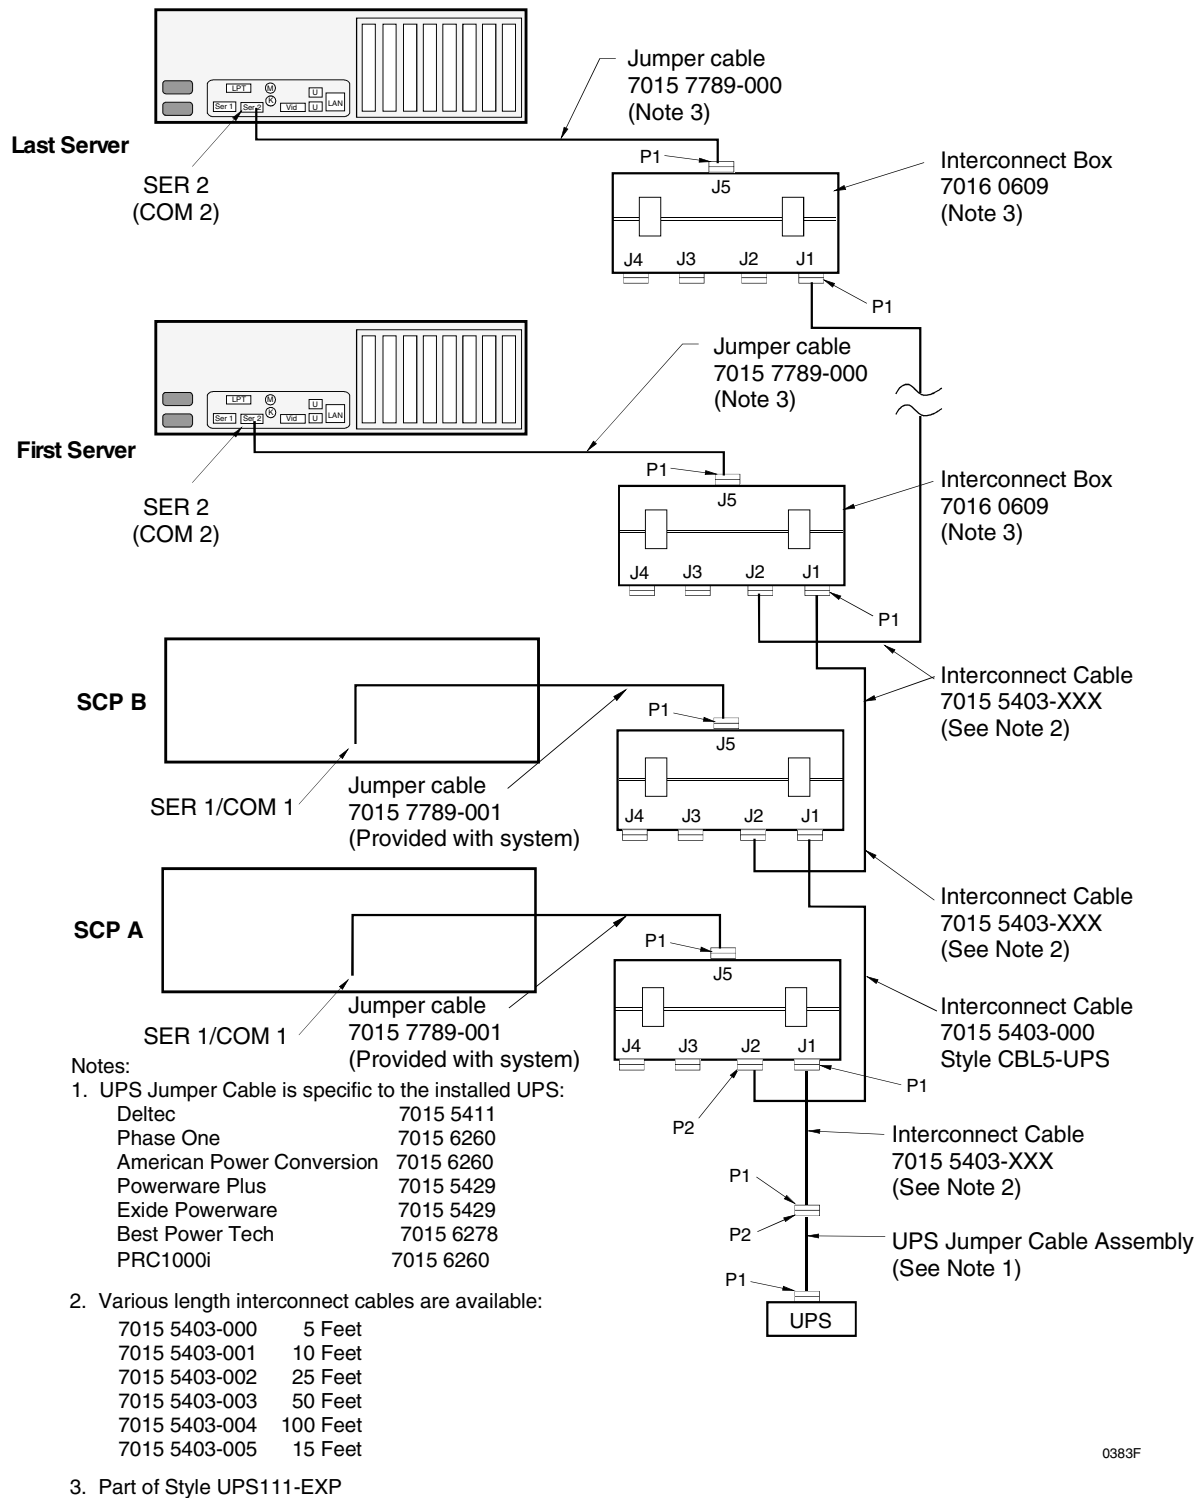 LPT
M
U
K
Ser 1
Ser 2
Vid
U
LAN
Last Server
SER 2
(COM 2)
Jumper cable
7015 7789-000
(Note 3)
P1
J5
J4
J3
J2
J1
Interconnect Box
7016 0609
(Note 3)
P1
LPT
M
U
K
Ser 1
Ser 2
Vid
U
LAN
First Server
SER 2
(COM 2)
Jumper cable
7015 7789-000
(Note 3)
P1
J5
J4
J3
J2
J1
Interconnect Box
7016 0609
(Note 3)
P1
SCP B
SER 1/COM 1
Jumper cable
7015 7789-001
(Provided with system)
P1
J5
J4
J3
J2
J1
Interconnect Cable
7015 5403-XXX
(See Note 2)
SCP A
SER 1/COM 1
Jumper cable
7015 7789-001
(Provided with system)
P1
J5
J4
J3
J2
J1
Interconnect Cable
7015 5403-XXX
(See Note 2)
Interconnect Cable
7015 5403-000
Style CBL5-UPS
P1
P2
Interconnect Cable
7015 5403-XXX
(See Note 2)
P1
P2
UPS Jumper Cable Assembly
(See Note 1)
P1
UPS
Notes:
1. UPS Jumper Cable is specific to the installed UPS:
Deltec 7015 5411
Phase One 7015 6260
American Power Conversion 7015 6260
Powerware Plus 7015 5429
Exide Powerware 7015 5429
Best Power Tech 7015 6278
PRC1000i 7015 6260
2. Various length interconnect cables are available:
7015 5403-000 5 Feet
7015 5403-001 10 Feet
7015 5403-002 25 Feet
7015 5403-003 50 Feet
7015 5403-004 100 Feet
7015 5403-005 15 Feet
3. Part of Style UPS111-EXP
0383F